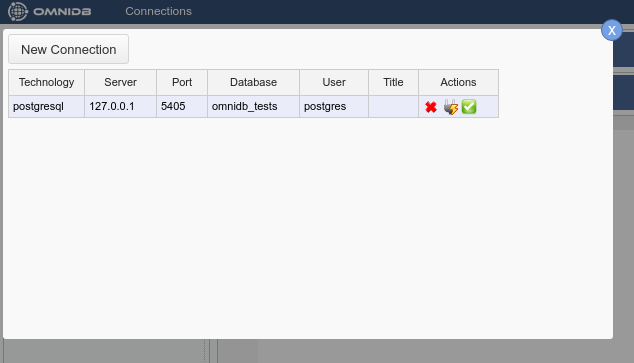 OMNIDB Connections
X
New Connection
Technology Server Port Database User Title Actions
postgresql 127.0.0.1 5405 omnidb_tests postgres